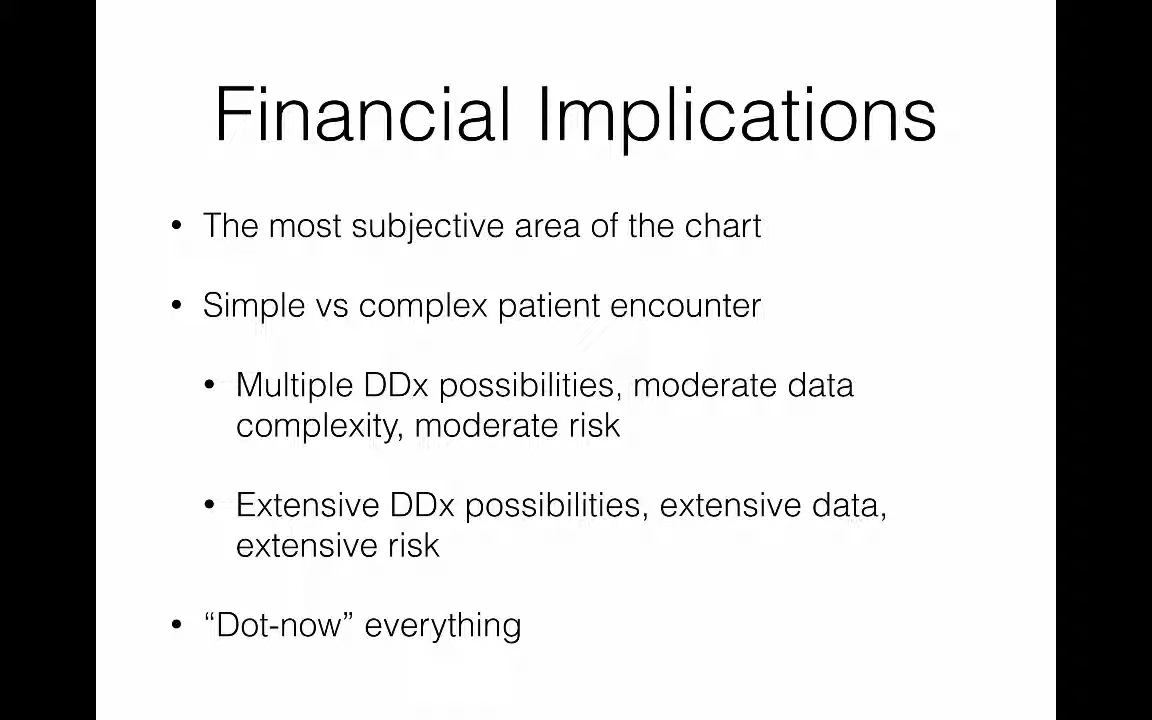 Financial Implications
• The most subjective area of the chart
• Simple vs complex patient encounter
• Multiple DDx possibilities, moderate data
complexity, moderate risk
• Extensive DDx possibilities, extensive data,
extensive risk
• “Dot-now” everything